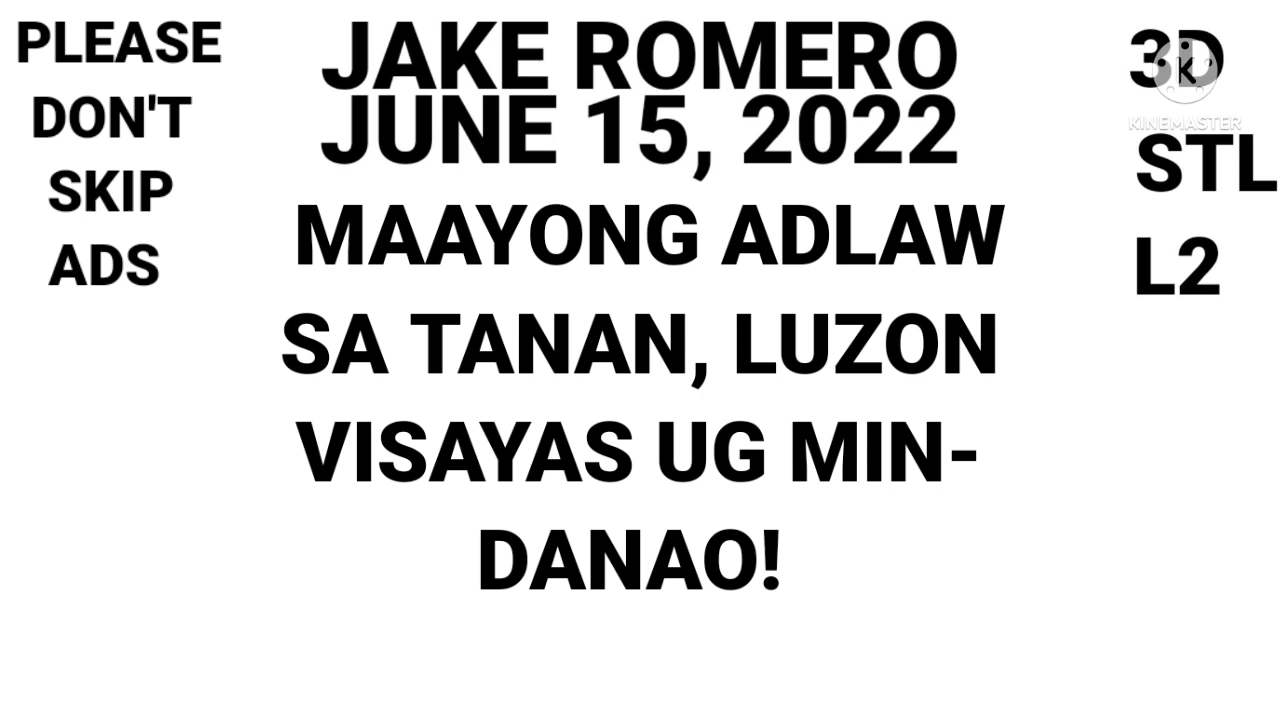 PLEASE
DON'T
SKIP
ADS
JAKE ROMERO
JUNE 15, 2022
MAAYONG ADLAW
SA TANAN, LUZON
VISAYAS UG MIN-
DANAO!
3D
STL
L2
K
KINEMASTER